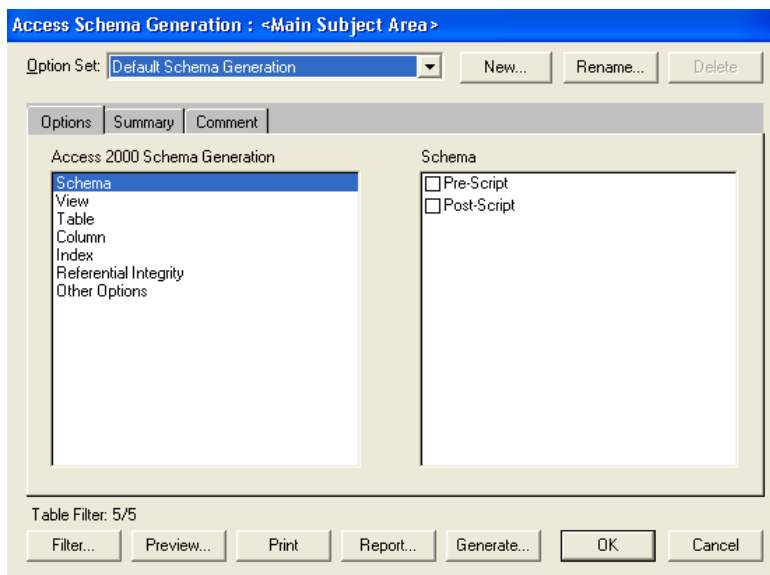 Access Schema Generation : <Main Subject Area>
Option Set: Default Schema Generation New... Rename... Delete
Options Summary Comment
Access 2000 Schema Generation Schema
Schema Pre-Script
View Post-Script
Table
Column
Index
Referential Integrity
Other Options
Table Filter: 5/5
Filter... Preview... Print Report... Generate... OK Cancel